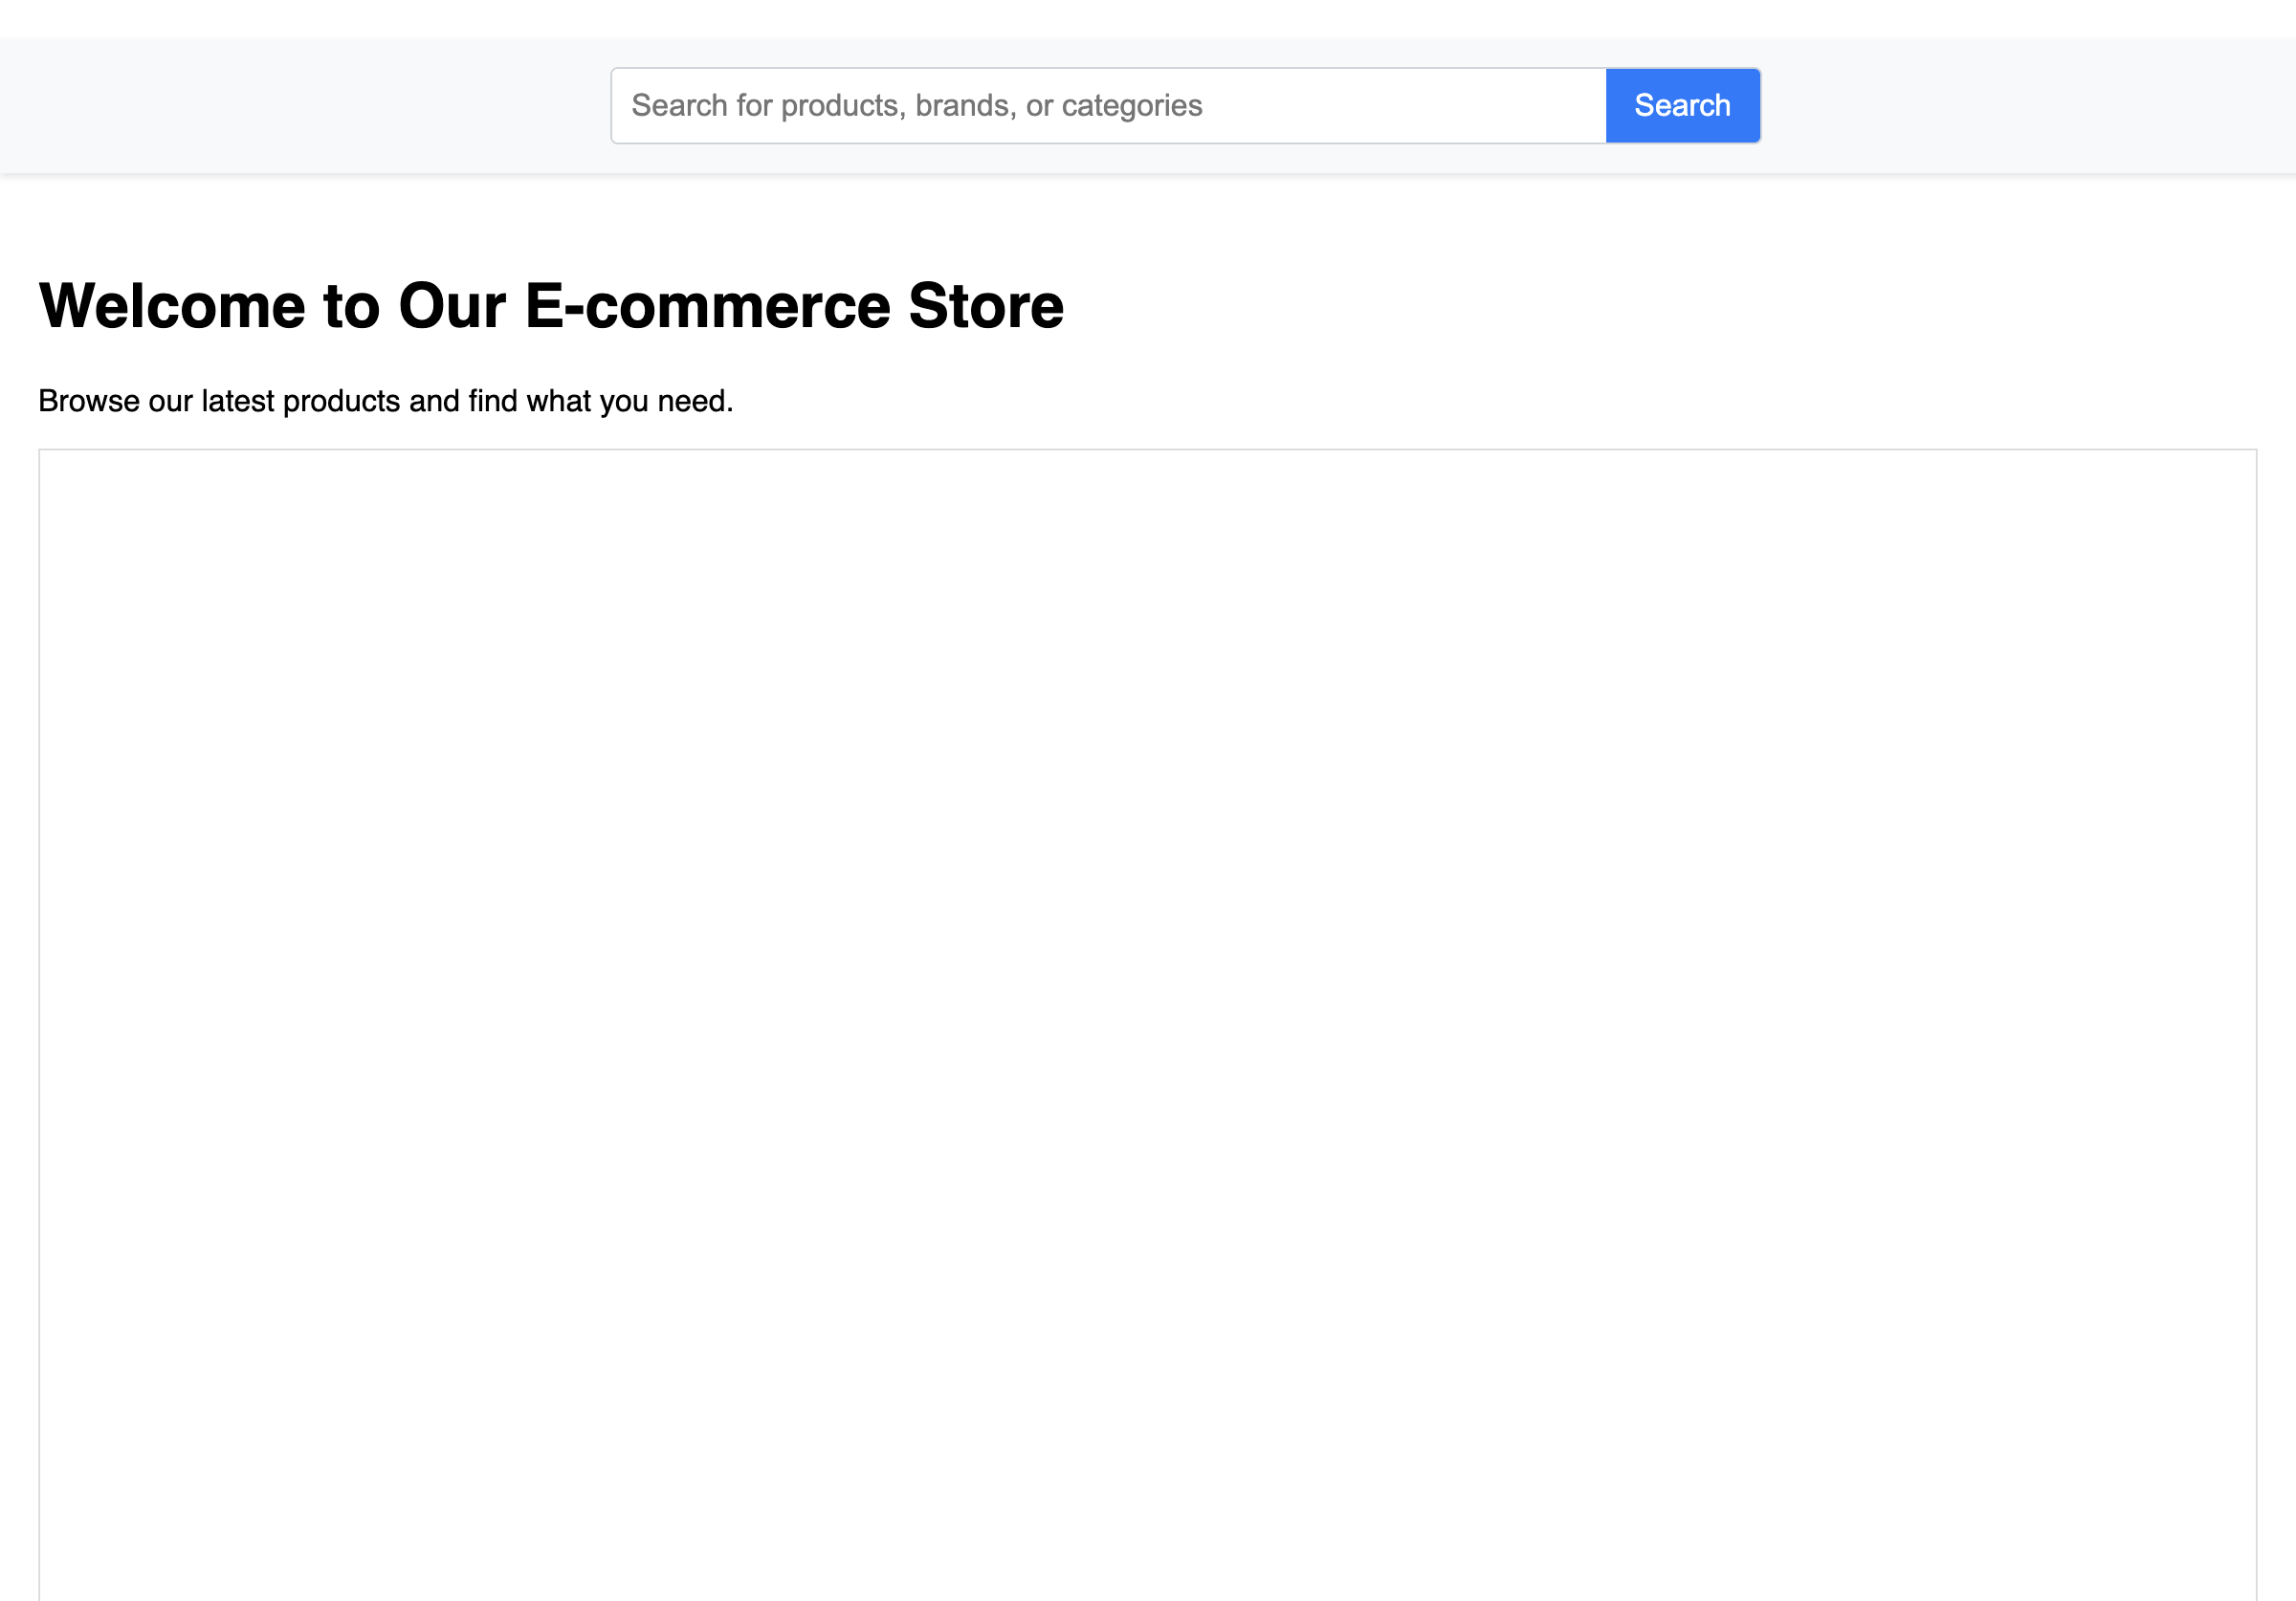 Search for products, brands, or categories
Search
Welcome to Our E-commerce Store
Browse our latest products and find what you need.